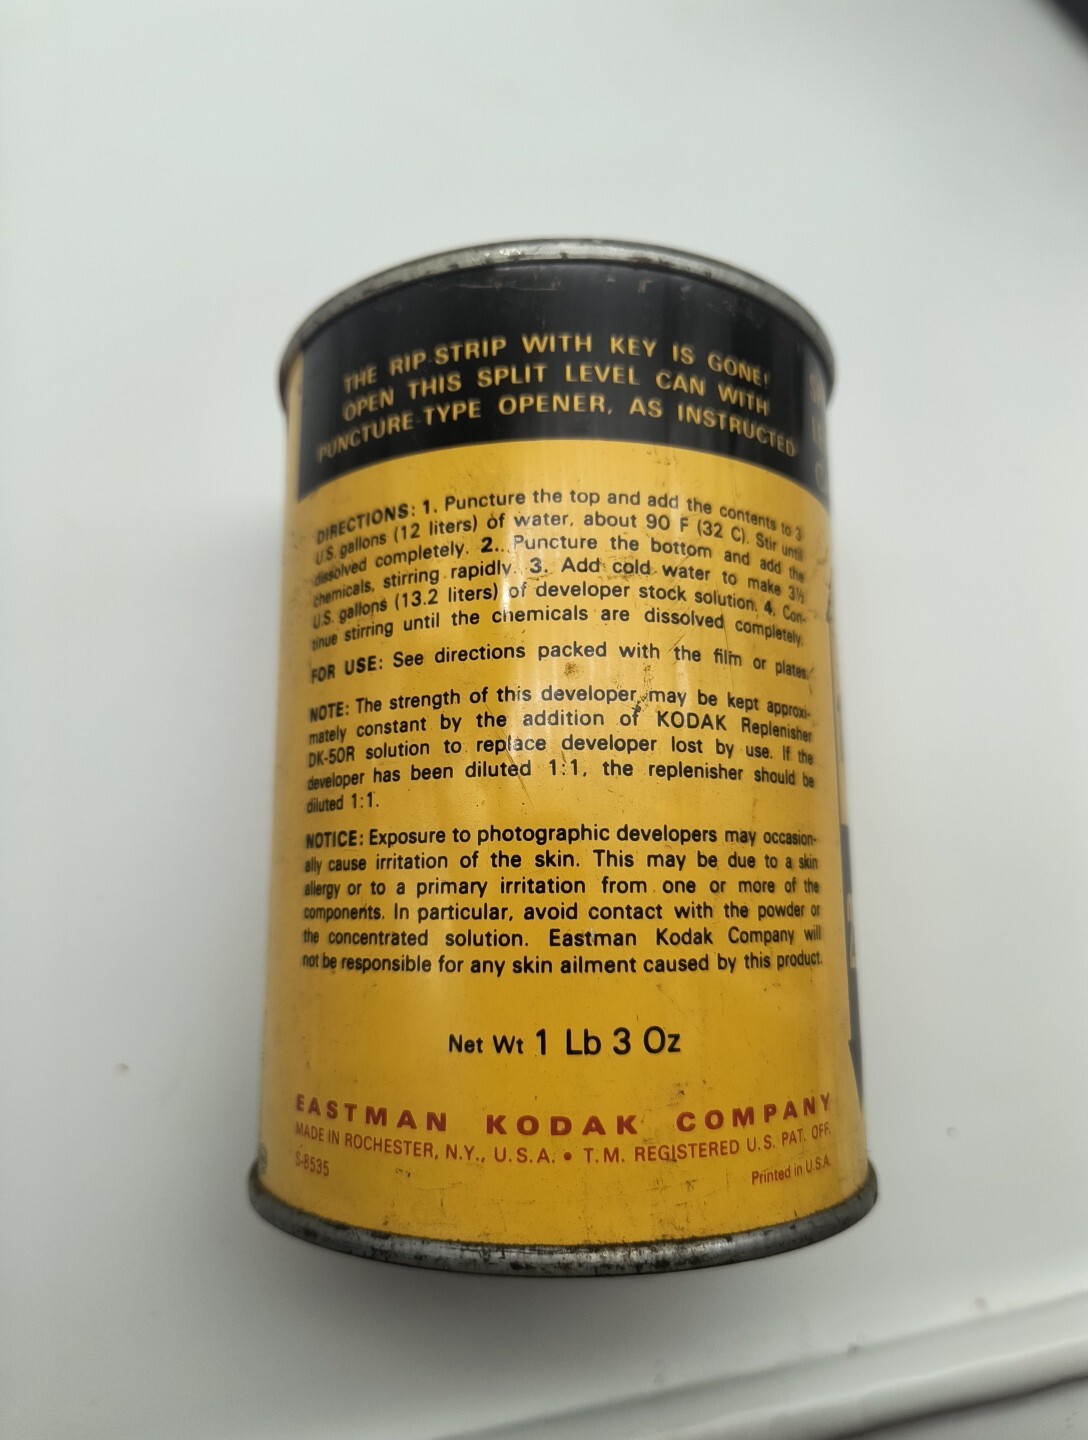 THE RIP-STRIP WITH KEY IS GONE!
OPEN THIS SPLIT LEVEL CAN WITH
PUNCTURE-TYPE OPENER, AS INSTRUCTED
DIRECTIONS: 1. Puncture the top and add the contents to 3
U.S. gallons (12 liters) of water, about 90 F (32 C). Stir until
dissolved completely. 2. Puncture the bottom and add the
chemicals, stirring rapidly. 3. Add cold water to make 3½
U.S. gallons (13.2 liters) of developer stock solution. 4. Con-
tinue stirring until the chemicals are dissolved completely.
FOR USE: See directions packed with the film or plates.
NOTE: The strength of this developer may be kept approxi-
mately constant by the addition of KODAK Replenisher
DK-50R solution to replace developer lost by use. If the
developer has been diluted 1:1, the replenisher should be
diluted 1:1.
NOTICE: Exposure to photographic developers may occasion-
ally cause irritation of the skin. This may be due to a skin
allergy or to a primary irritation from one or more of the
components. In particular, avoid contact with the powder or
the concentrated solution. Eastman Kodak Company will
not be responsible for any skin ailment caused by this product.
Net Wt 1 Lb 3 Oz
EASTMAN KODAK COMPANY
MADE IN ROCHESTER, N.Y., U.S.A. • T.M. REGISTERED U.S. PAT. OFF.
S-8535 Printed in U.S.A.